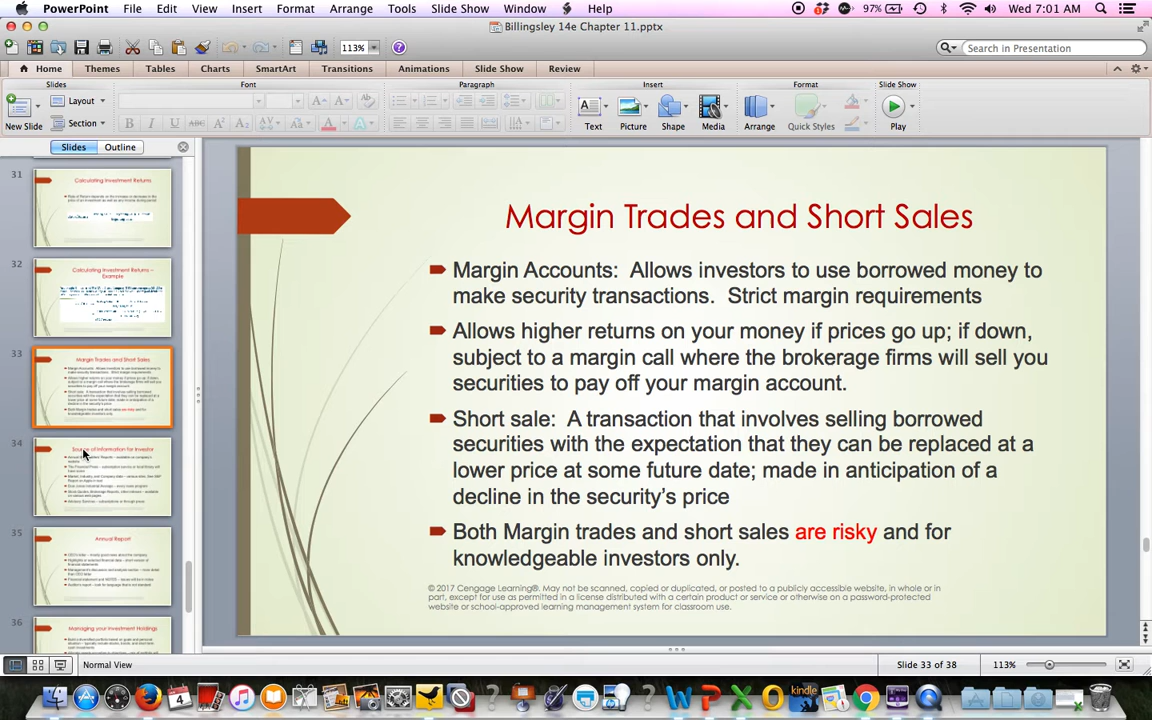 PowerPoint File Edit View Insert Format Arrange Tools Slide Show Window Help 97% Wed 7:01 AM
Billingsley 14e Chapter 11.pptx
113% Search in Presentation
Home Themes Tables Charts SmartArt Transitions Animations Slide Show Review
Slides Font Paragraph Insert Format Slide Show
New Slide Layout Section Text Picture Shape Media Arrange Quick Styles Play
Slides Outline
31
Calculating Investment Returns
32
Calculating Investment Returns –
Example
33
Margin Trades and Short Sales
34
Source of Information for Investor
35
Annual Report
36
Managing your Investment Holdings
Margin Trades and Short Sales
Margin Accounts: Allows investors to use borrowed money to
make security transactions. Strict margin requirements
Allows higher returns on your money if prices go up; if down,
subject to a margin call where the brokerage firms will sell you
securities to pay off your margin account.
Short sale: A transaction that involves selling borrowed
securities with the expectation that they can be replaced at a
lower price at some future date; made in anticipation of a
decline in the security's price
Both Margin trades and short sales are risky and for
knowledgeable investors only.
© 2017 Cengage Learning®. May not be scanned, copied or duplicated, or posted to a publicly accessible website, in whole or in
part, except for use as permitted in a license distributed with a certain product or service or otherwise on a password-protected
website or school-approved learning management system for classroom use.
Normal View Slide 33 of 38 113%